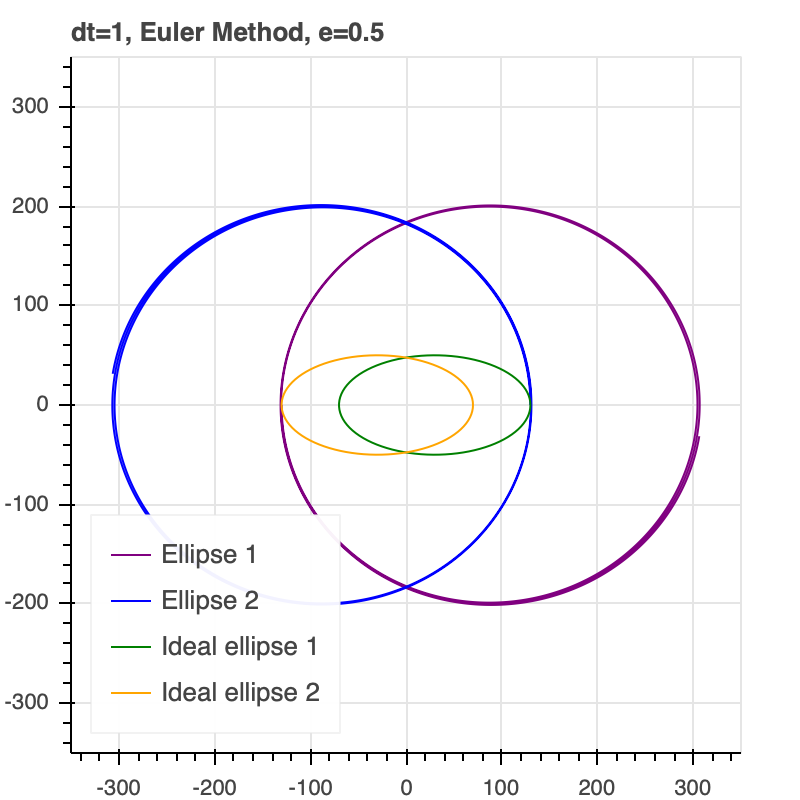 dt=1, Euler Method, e=0.5
300
200
100
0
-100
-200
-300
Ellipse 1
Ellipse 2
Ideal ellipse 1
Ideal ellipse 2
-300 -200 -100 0 100 200 300